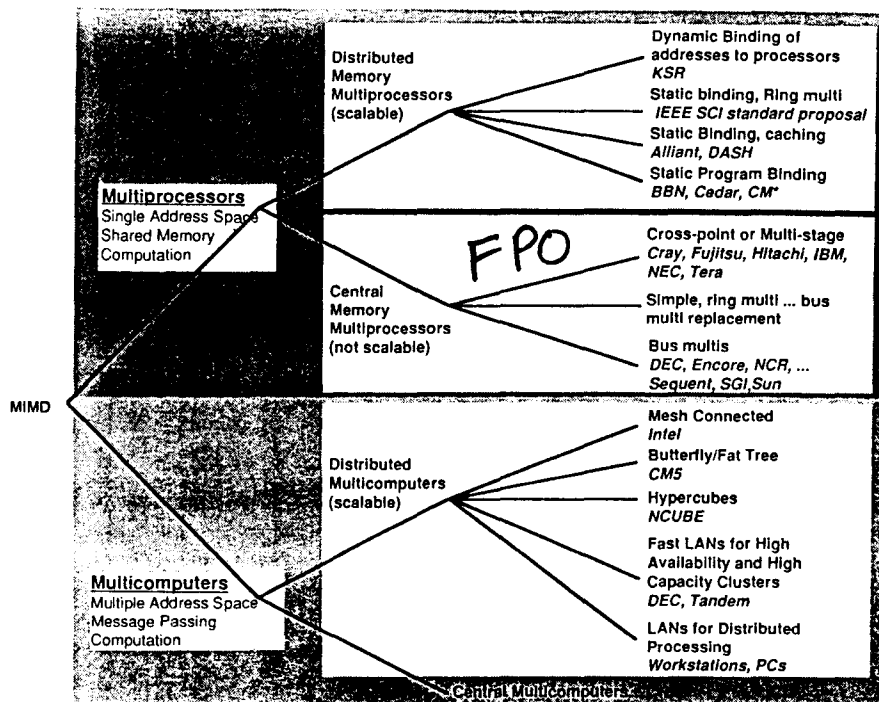 MIMD
Multiprocessors
Single Address Space
Shared Memory
Computation
Distributed
Memory
Multiprocessors
(scalable)
Dynamic Binding of
addresses to processors
KSR
Static binding, Ring multi
IEEE SCI standard proposal
Static Binding, caching
Alliant, DASH
Static Program Binding
BBN, Cedar, CM*
FPO
Central
Memory
Multiprocessors
(not scalable)
Cross-point or Multi-stage
Cray, Fujitsu, Hitachi, IBM,
NEC, Tera
Simple, ring multi ... bus
multi replacement
Bus multis
DEC, Encore, NCR, ...
Sequent, SGI,Sun
Multicomputers
Multiple Address Space
Message Passing
Computation
Distributed
Multicomputers
(scalable)
Mesh Connected
Intel
Butterfly/Fat Tree
CM5
Hypercubes
NCUBE
Fast LANs for High
Availability and High
Capacity Clusters
DEC, Tandem
LANs for Distributed
Processing
Workstations, PCs
Central Multicomputers